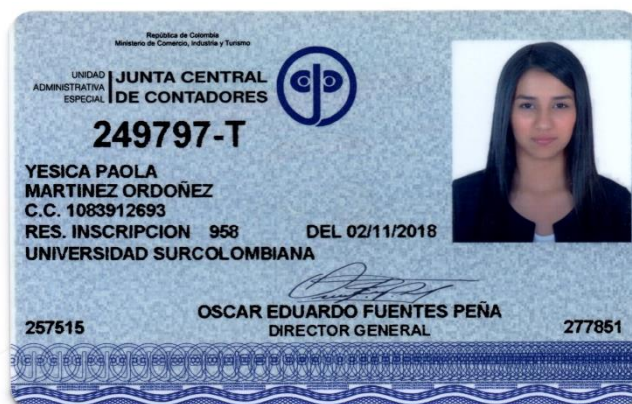 República de Colombia
Ministerio de Comercio, Industria y Turismo
UNIDAD
ADMINISTRATIVA
ESPECIAL
JUNTA CENTRAL
DE CONTADORES
249797-T
YESICA PAOLA
MARTINEZ ORDOÑEZ
C.C. 1083912693
RES. INSCRIPCION 958 DEL 02/11/2018
UNIVERSIDAD SURCOLOMBIANA
OSCAR EDUARDO FUENTES PEÑA
DIRECTOR GENERAL
257515
277851